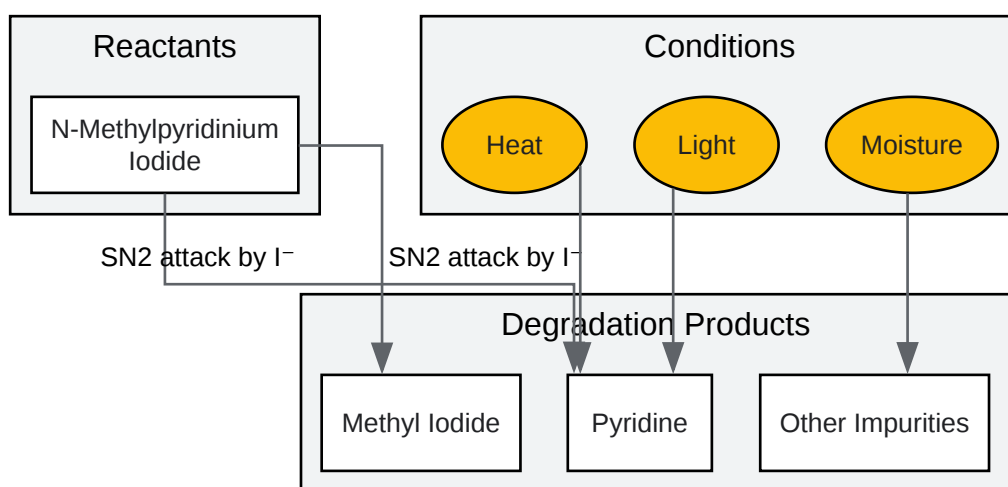 Reactants
Conditions
N-Methylpyridinium
Iodide
Heat
Light
Moisture
SN2 attack by I⁻
SN2 attack by I⁻
Degradation Products
Methyl Iodide
Pyridine
Other Impurities